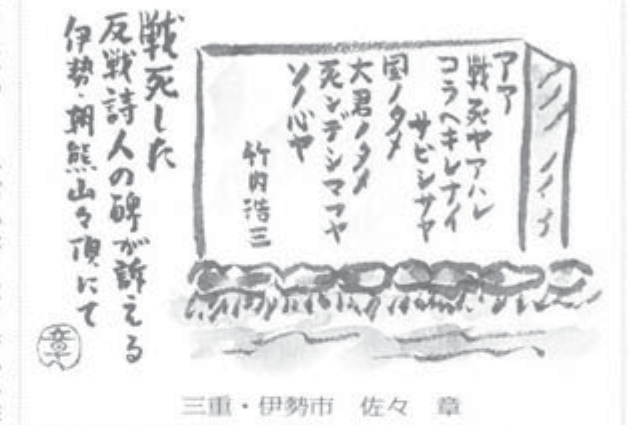 アア
戦死ヤアハレ
コラヘキレナイ
サビシサヤ
国ノタメ
大君ノタメ
死ンデシマフヤ
ソノ心ヤ
竹内浩三
戦死した
反戦詩人の碑が訴える
伊勢・朝熊山々頂にて
章
三重・伊勢市 佐々 章